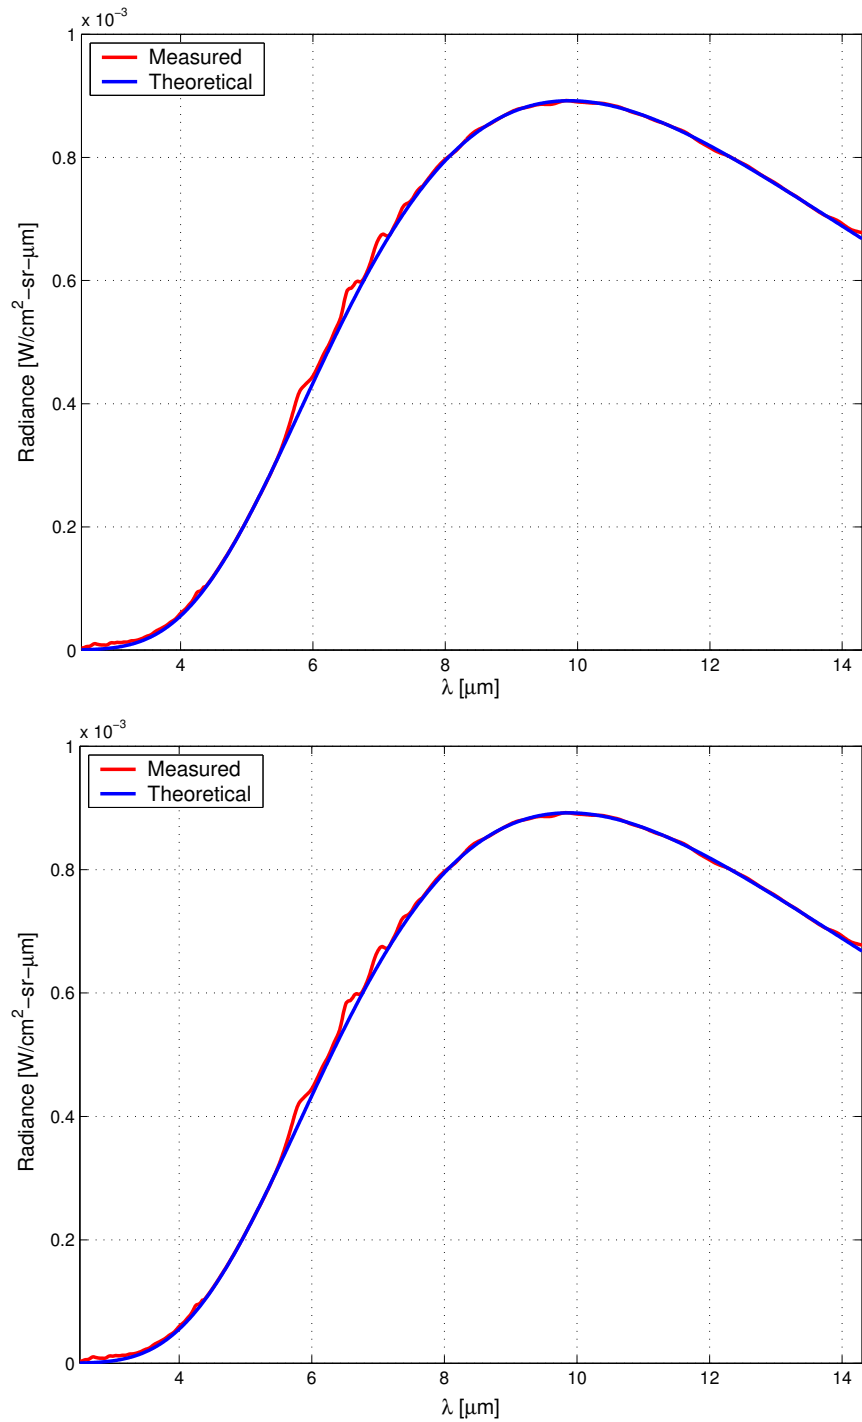 x 10⁻³
1
Measured
Theoretical
0.8
0.6
0.4
0.2
0
Radiance [W/cm²−sr−μm]
4 6 8 10 12 14
λ [μm]
x 10⁻³
1
Measured
Theoretical
0.8
0.6
0.4
0.2
0
Radiance [W/cm²−sr−μm]
4 6 8 10 12 14
λ [μm]